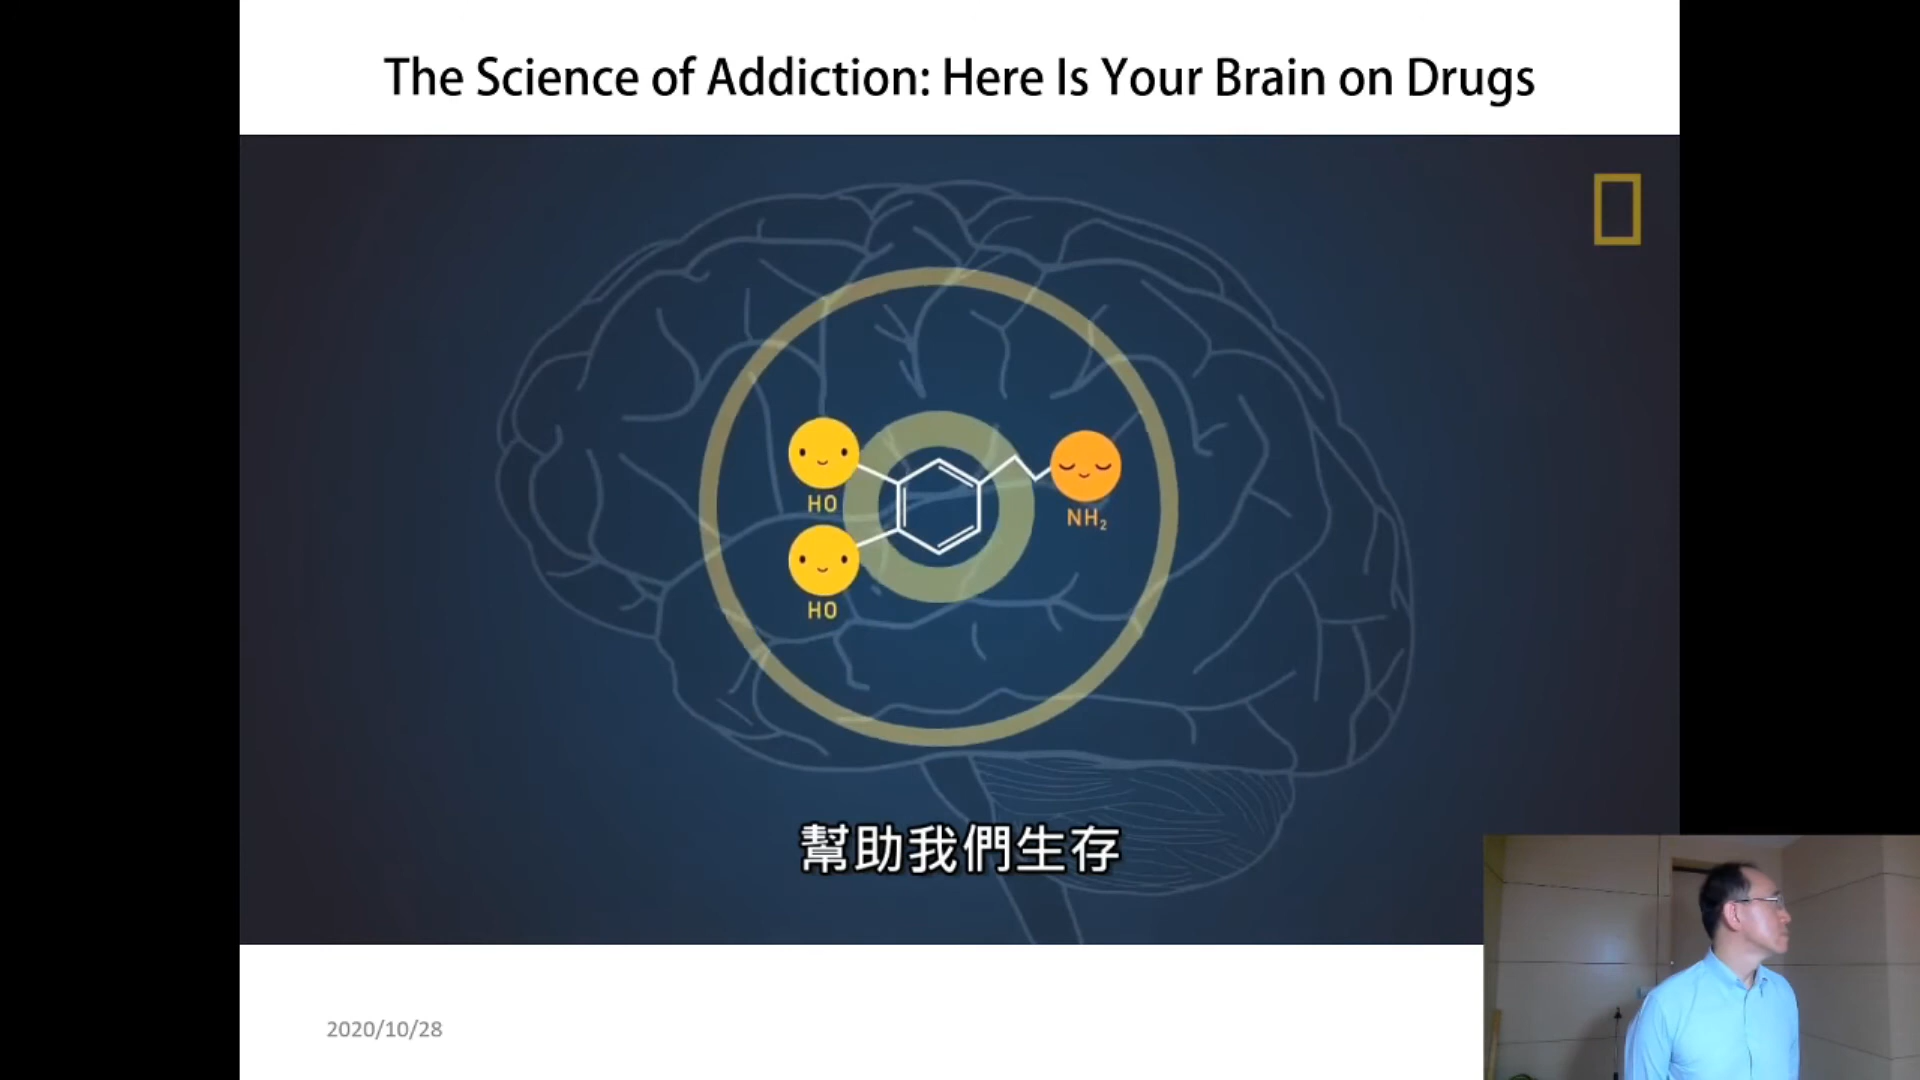 The Science of Addiction: Here Is Your Brain on Drugs
HO
NH₂
HO
幫助我們生存
2020/10/28